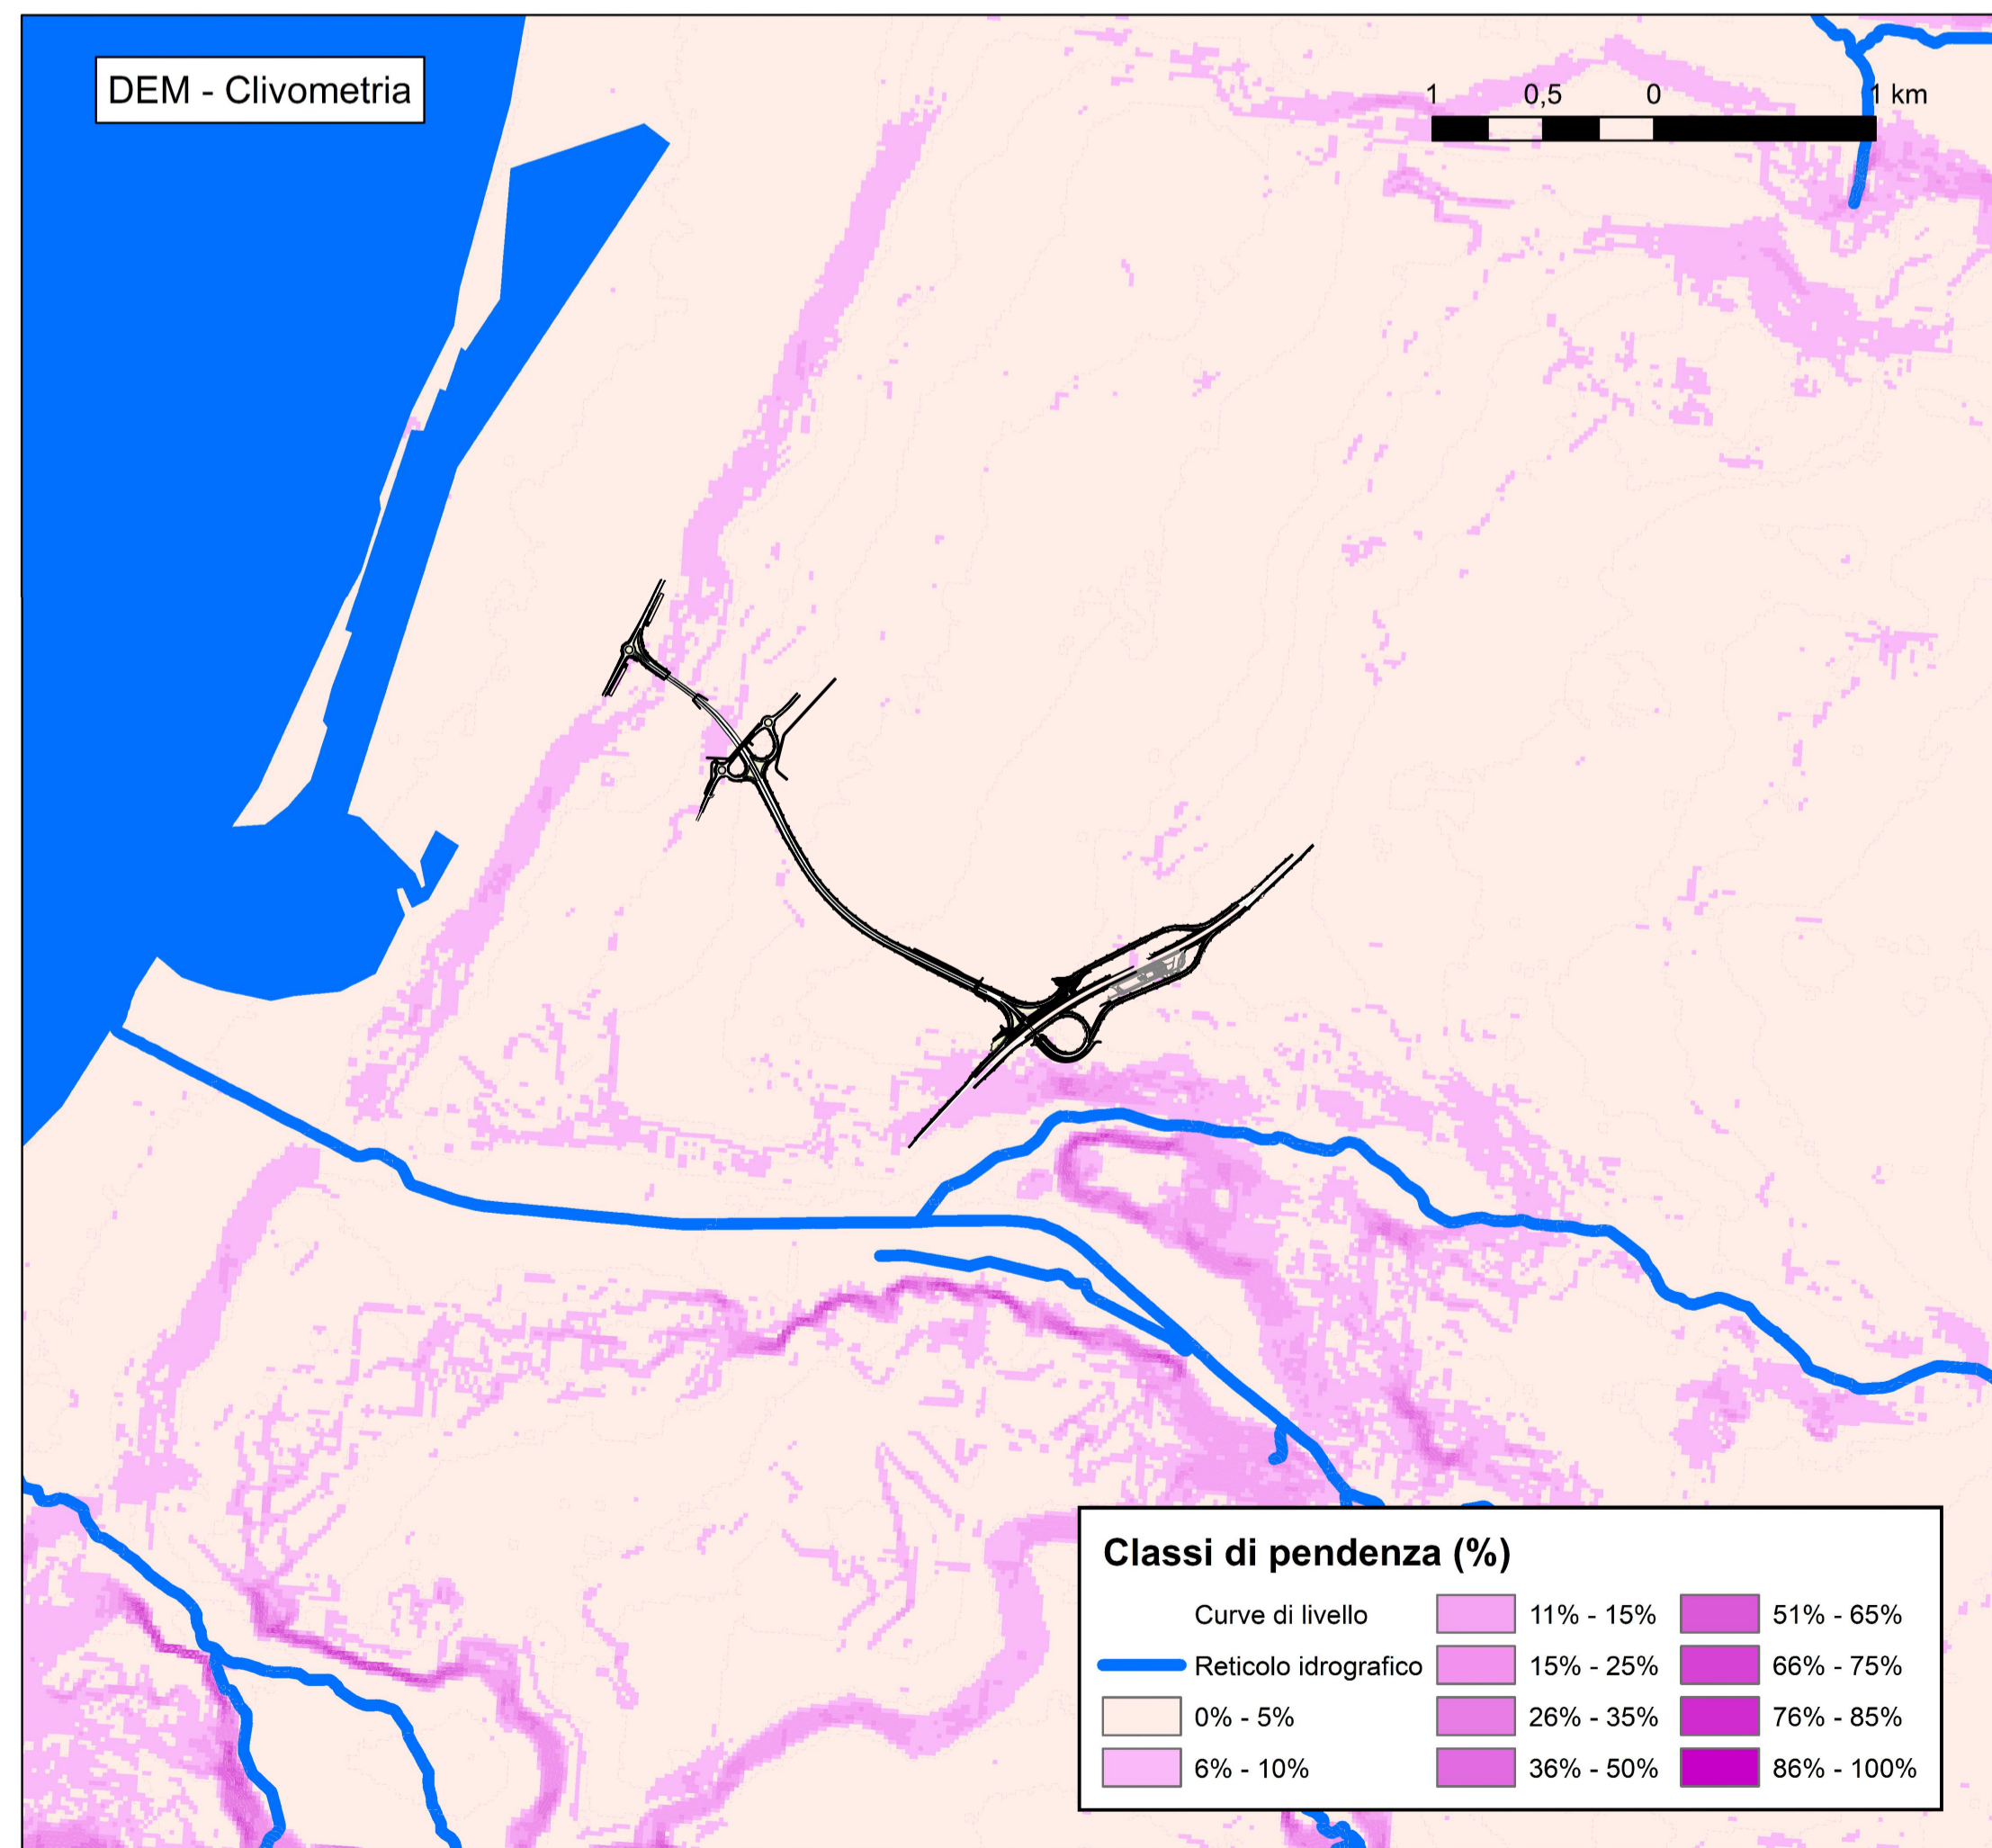 DEM - Clivometria
1 0,5 0 1 km
Classi di pendenza (%)
Curve di livello
Reticolo idrografico
0% - 5%
6% - 10%
11% - 15%
15% - 25%
26% - 35%
36% - 50%
51% - 65%
66% - 75%
76% - 85%
86% - 100%